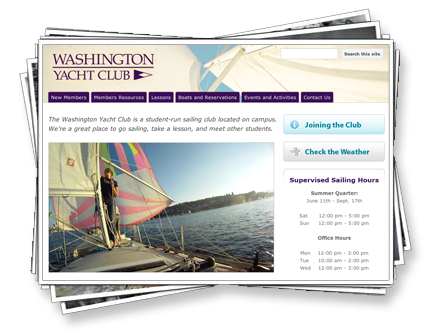 WASHINGTON
YACHT CLUB
Search this site
New Members
Members Resources
Lessons
Boats and Reservations
Events and Activities
Contact Us
The Washington Yacht Club is a student-run sailing club located on campus.
We're a great place to go sailing, take a lesson, and meet other students.
Joining the Club
Check the Weather
Supervised Sailing Hours
Summer Quarter:
June 11th - Sept. 17th
Sat 12:00 pm - 5:00 pm
Sun 12:00 pm - 5:00 pm
Office Hours
Mon 12:00 pm - 2:00 pm
Tue 10:00 am - 2:00 pm
Wed 12:00 pm - 3:00 pm